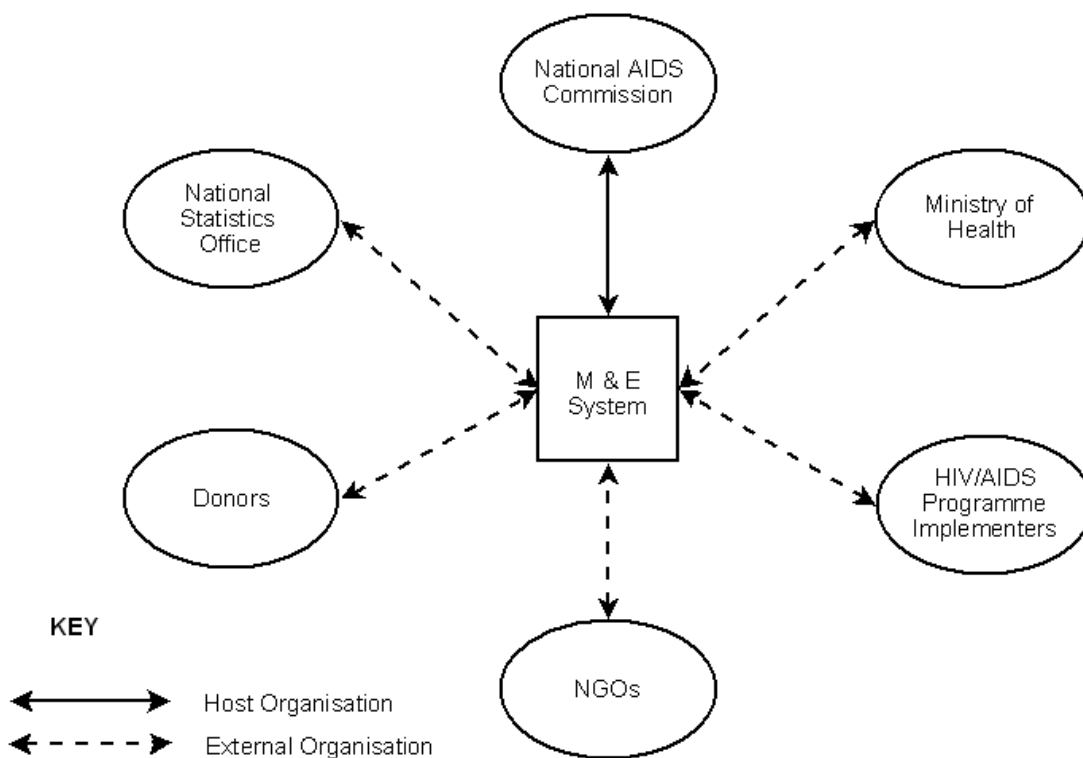 National AIDS
Commission
National
Statistics
Office
Ministry of
Health
M & E
System
Donors
HIV/AIDS
Programme
Implementers
NGOs
KEY
Host Organisation
External Organisation